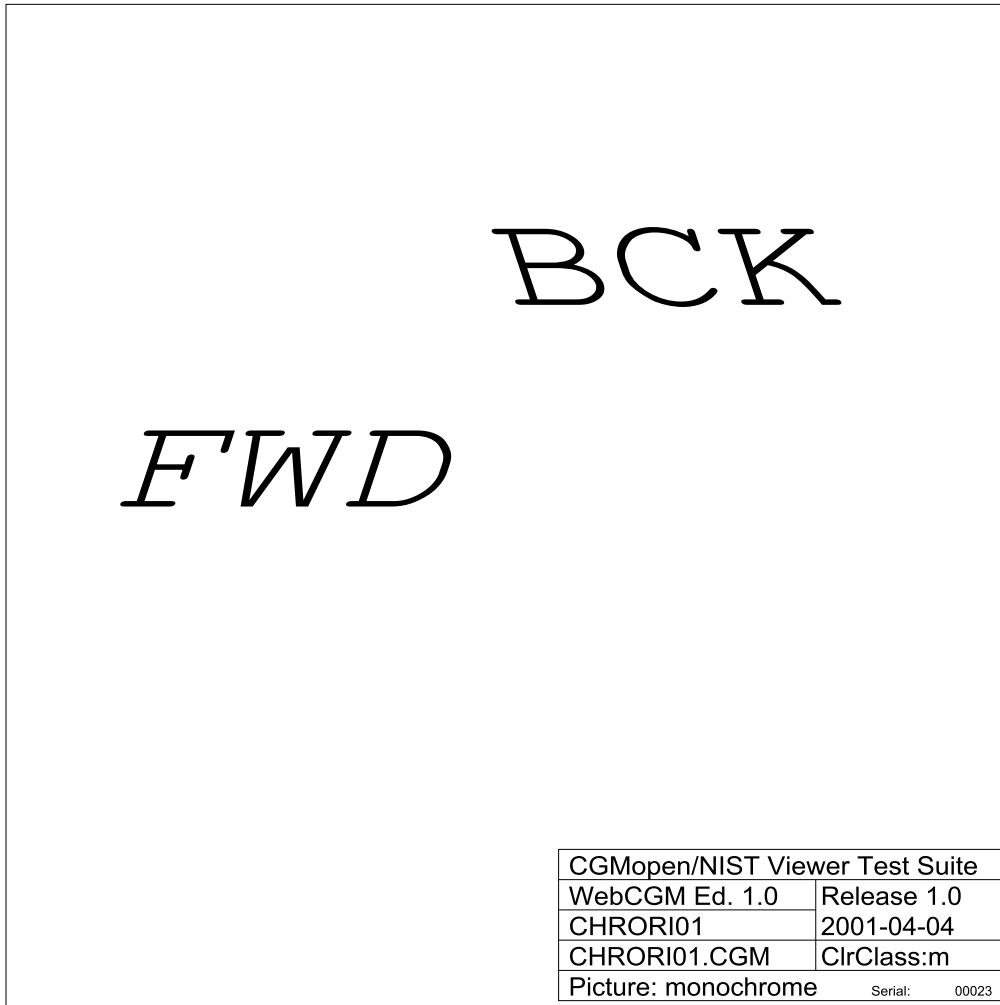 BCK
FWD
CGMopen/NIST Viewer Test Suite
WebCGM Ed. 1.0 Release 1.0
CHRORI01 2001-04-04
CHRORI01.CGM ClrClass:m
Picture: monochrome Serial: 00023